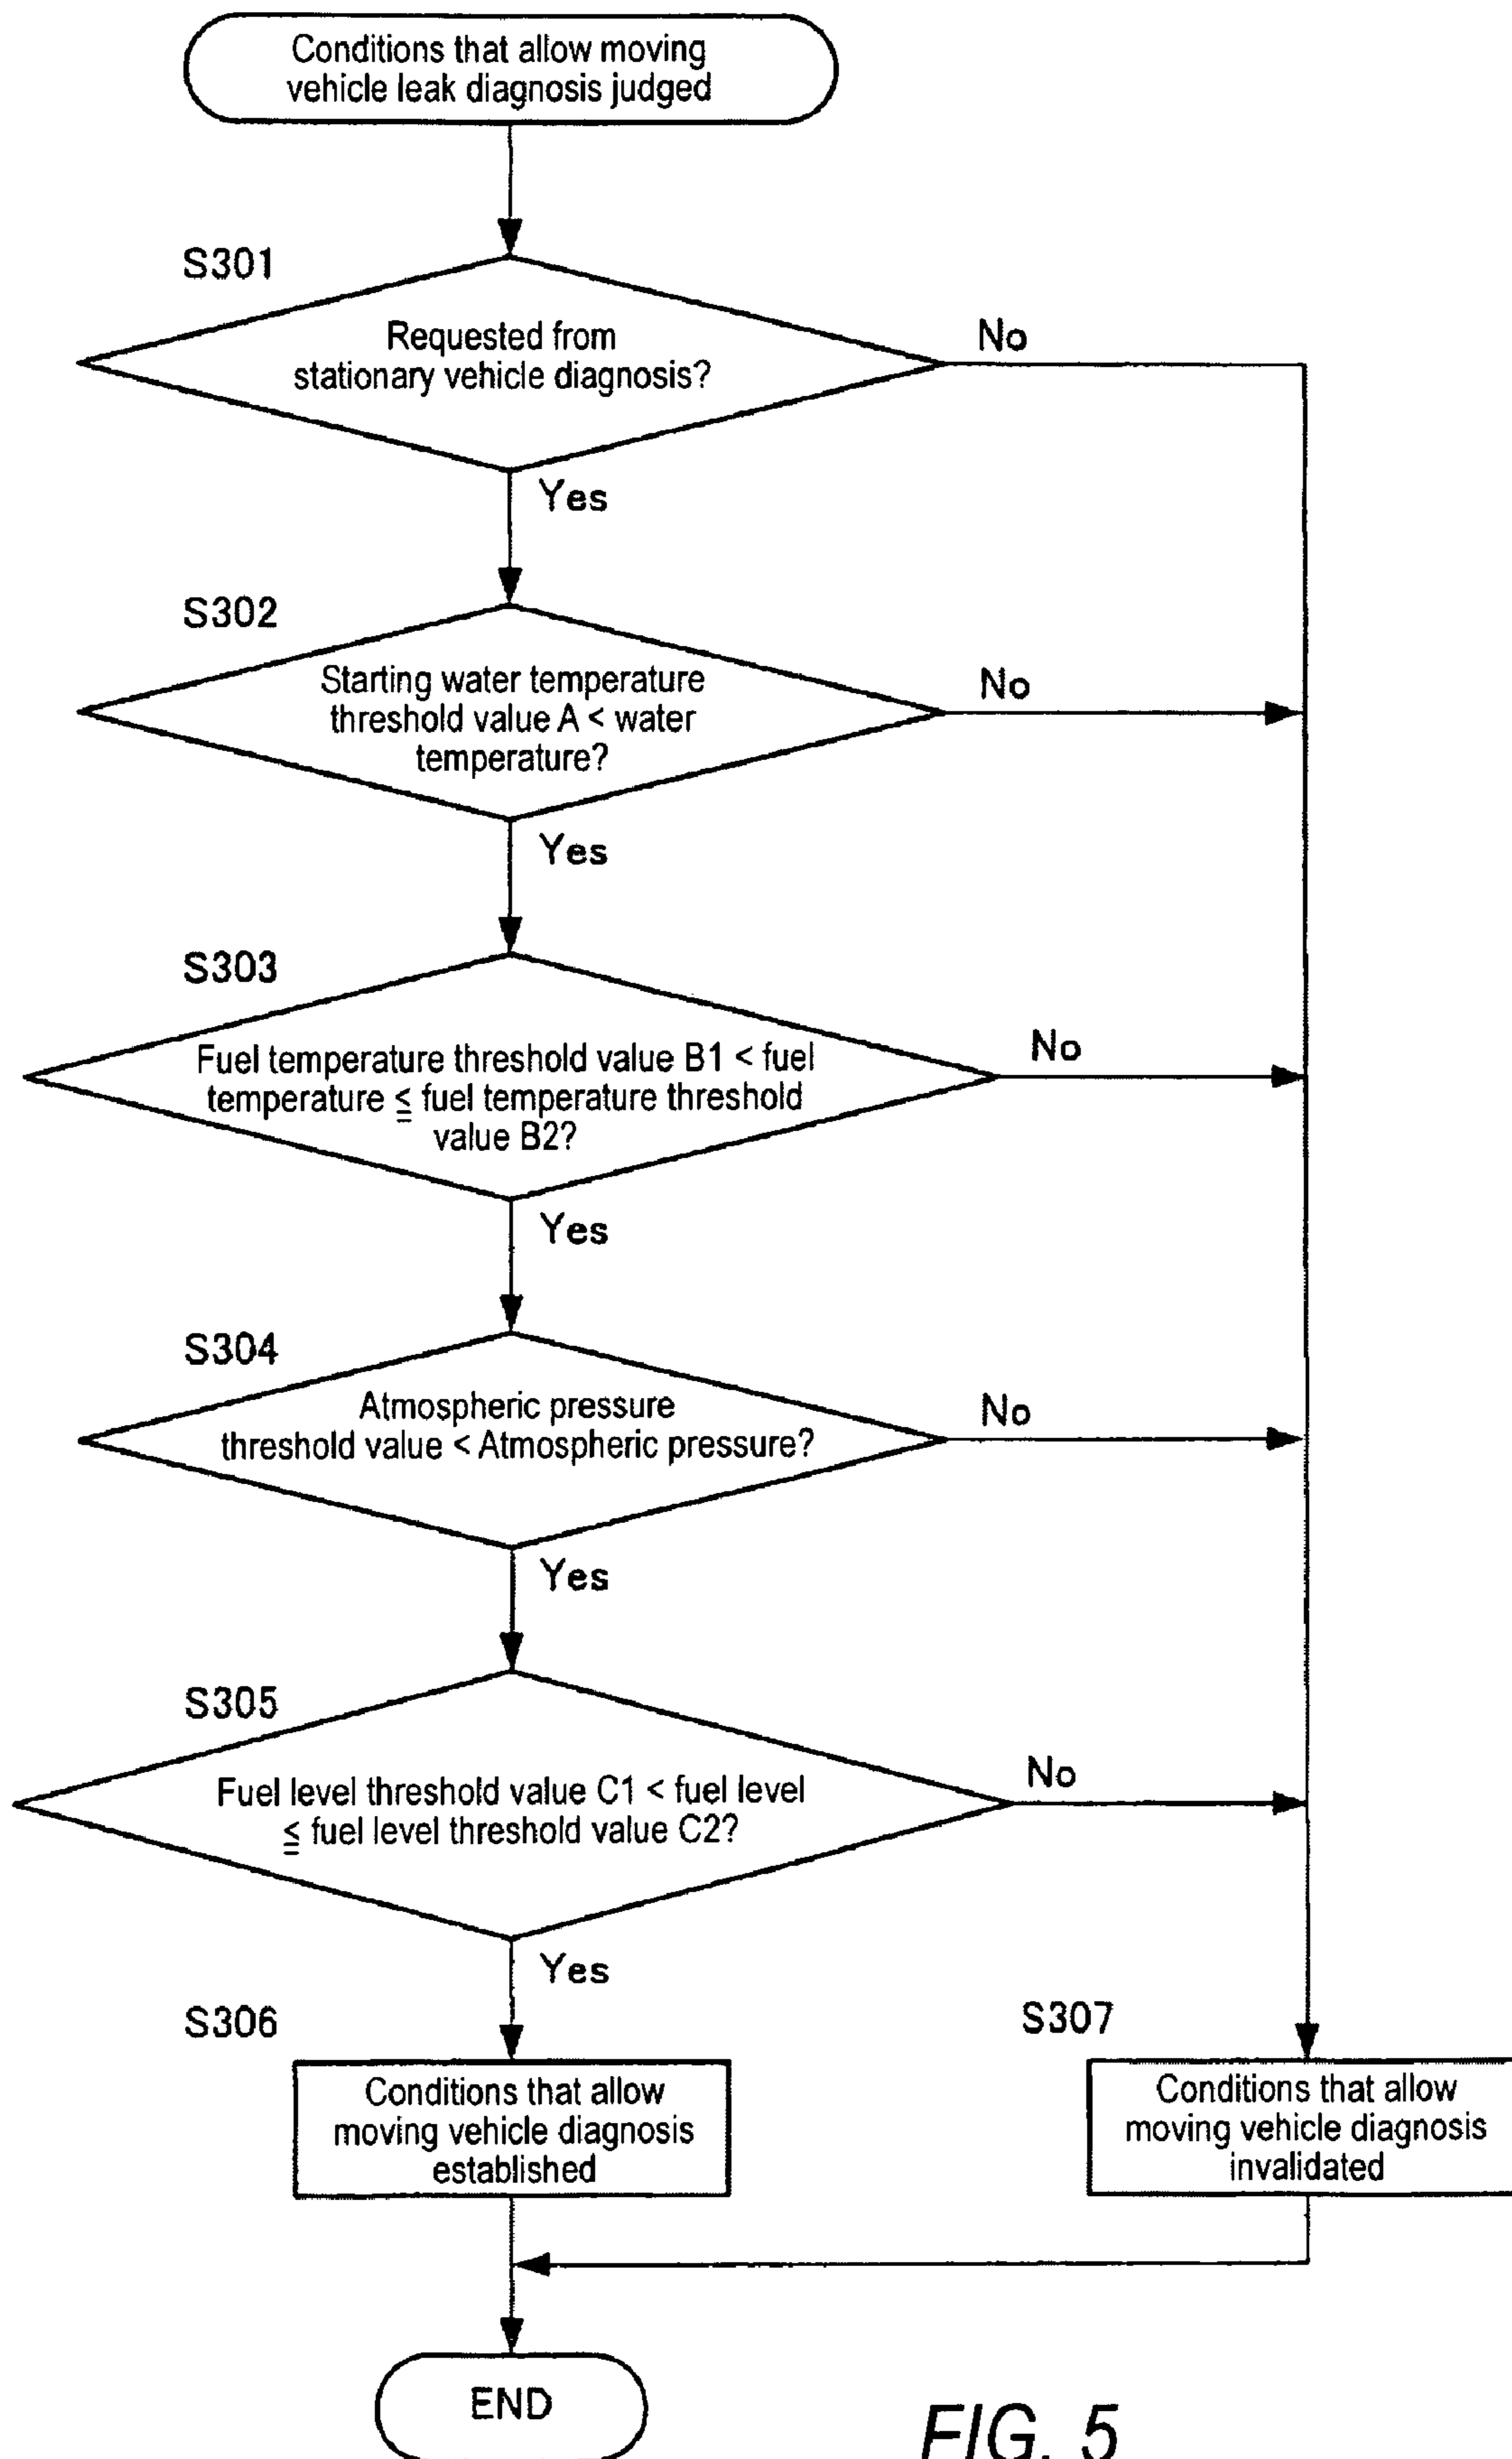 Conditions that allow moving
vehicle leak diagnosis judged
S301
Requested from
stationary vehicle diagnosis?
No
Yes
S302
Starting water temperature
threshold value A < water
temperature?
No
Yes
S303
Fuel temperature threshold value B1 < fuel
temperature ≦ fuel temperature threshold
value B2?
No
Yes
S304
Atmospheric pressure
threshold value < Atmospheric pressure?
No
Yes
S305
Fuel level threshold value C1 < fuel level
≦ fuel level threshold value C2?
No
Yes
S306
Conditions that allow
moving vehicle diagnosis
established
S307
Conditions that allow
moving vehicle diagnosis
invalidated
END
FIG. 5